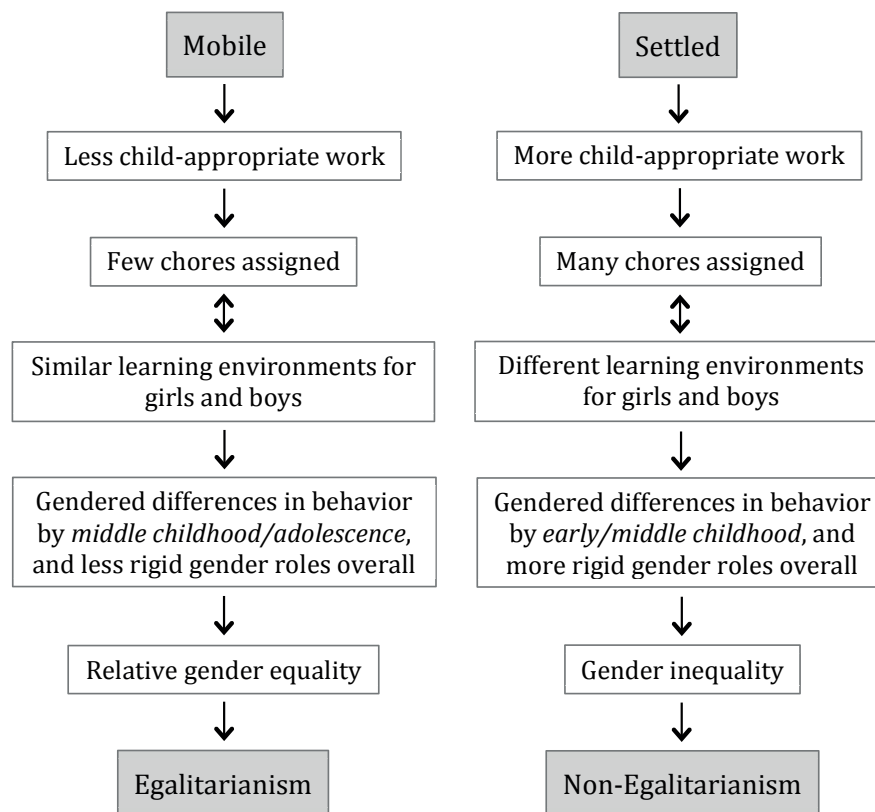 Mobile
Less child-appropriate work
Few chores assigned
Similar learning environments for
girls and boys
Gendered differences in behavior
by middle childhood/adolescence,
and less rigid gender roles overall
Relative gender equality
Egalitarianism
Settled
More child-appropriate work
Many chores assigned
Different learning environments
for girls and boys
Gendered differences in behavior
by early/middle childhood, and
more rigid gender roles overall
Gender inequality
Non-Egalitarianism